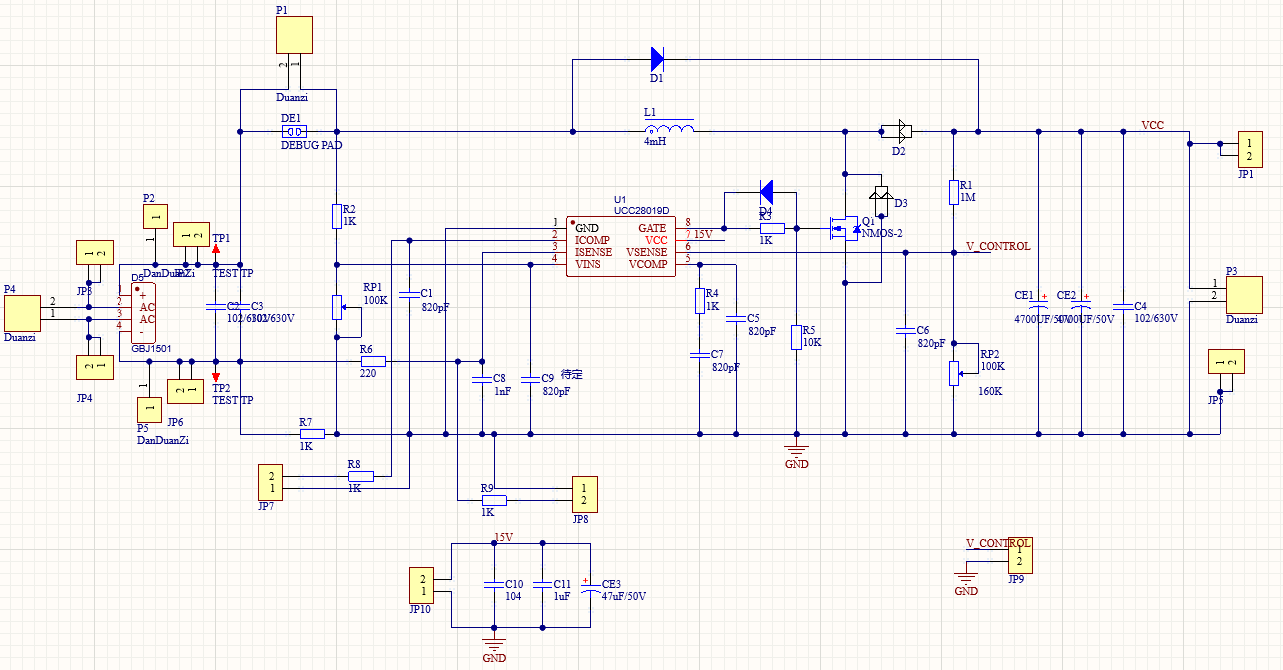 P1
2
1
Duanzi
D1
DE1
DEBUG PAD
L1
4mH
VCC
D2
JP1
1
2
P2
1
1
R2
1K
U1
UCC28019D
1 GND
2 ICOMP
3 ISENSE
4 VINS
GATE 8
VCC 7
VSENSE 6
VCOMP 5
15V
D4
R3
1K
D3
Q1
NMOS-2
R1
1M
V_CONTROL
1 2
1 2
JP3
DanDuanZi
TP1
TEST TP
D5
1 +
2 AC
3 AC
4 -
GBJ1501
P4
2
1
Duanzi
C2
102/630V
C3
102/630V
RP1
100K
C1
820pF
R4
1K
C5
820pF
C7
820pF
R5
10K
C6
820pF
CE1
4700UF/50V
CE2
4700UF/50V
C4
102/630V
P3
1
2
Duanzi
RP2
100K
160K
1 2
JP5
2 1
JP4
1
1
P5
DanDuanZi
2 1
JP6
TP2
TEST TP
R6
220
C8
1nF
C9
820pF
待定
R7
1K
GND
R8
1K
2
1
JP7
R9
1K
1
2
JP8
15V
2
1
JP10
C10
104
C11
1uF
CE3
47uF/50V
GND
V_CONTROL
1
2
JP9
GND